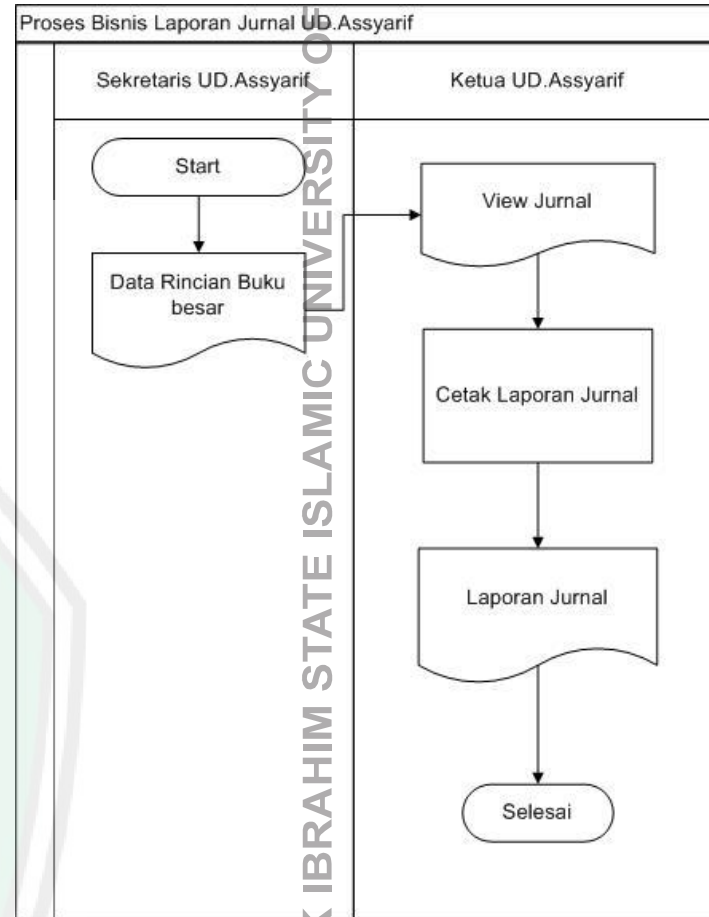 Proses Bisnis Laporan Jurnal UD.Assyarif
Sekretaris UD.Assyarif
Ketua UD.Assyarif
Start
Data Rincian Buku
besar
View Jurnal
Cetak Laporan Jurnal
Laporan Jurnal
Selesai
IBRAHIM STATE ISLAMIC UNIVERSITY OF